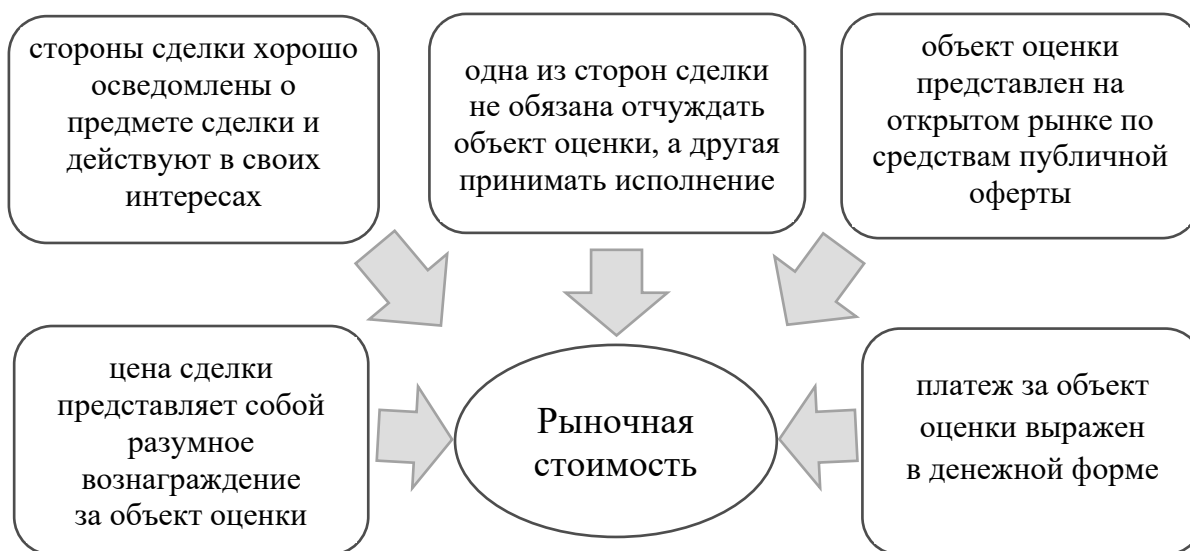 стороны сделки хорошо
осведомлены о
предмете сделки и
действуют в своих
интересах
одна из сторон сделки
не обязана отчуждать
объект оценки, а другая
принимать исполнение
объект оценки
представлен на
открытом рынке по
средствам публичной
оферты
цена сделки
представляет собой
разумное
вознаграждение
за объект оценки
Рыночная
стоимость
платеж за объект
оценки выражен
в денежной форме